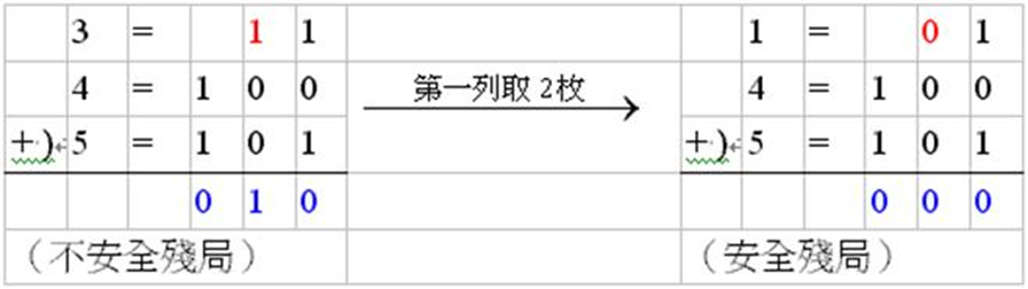 3 = 1 1 1 = 0 1
4 = 1 0 0 第一列取 2枚 4 = 1 0 0
+) 5 = 1 0 1 +) 5 = 1 0 1
0 1 0 0 0 0
（不安全殘局） （安全殘局）